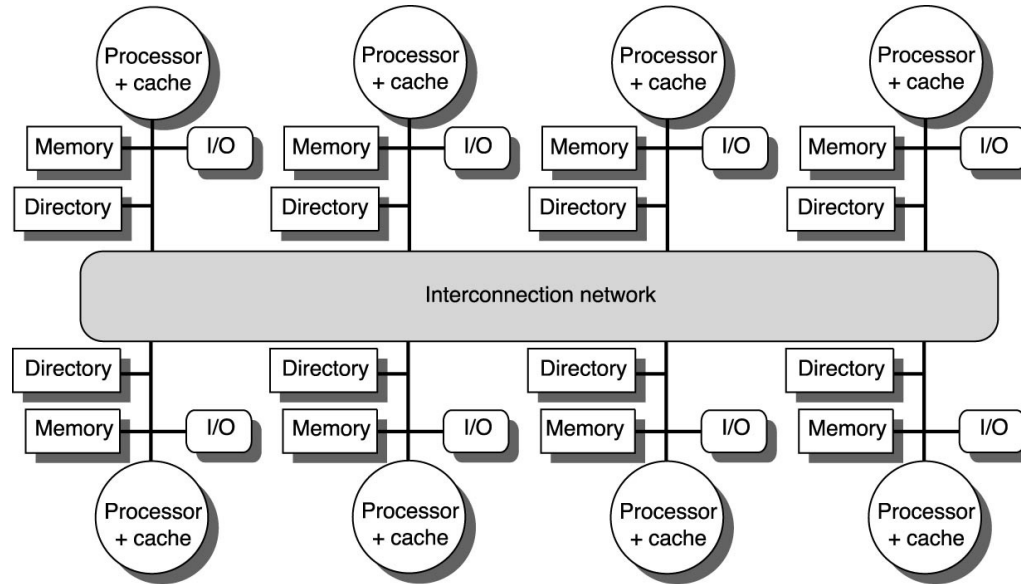 Processor
+ cache
Processor
+ cache
Processor
+ cache
Processor
+ cache
Memory
I/O
Memory
I/O
Memory
I/O
Memory
I/O
Directory
Directory
Directory
Directory
Interconnection network
Directory
Directory
Directory
Directory
Memory
I/O
Memory
I/O
Memory
I/O
Memory
I/O
Processor
+ cache
Processor
+ cache
Processor
+ cache
Processor
+ cache